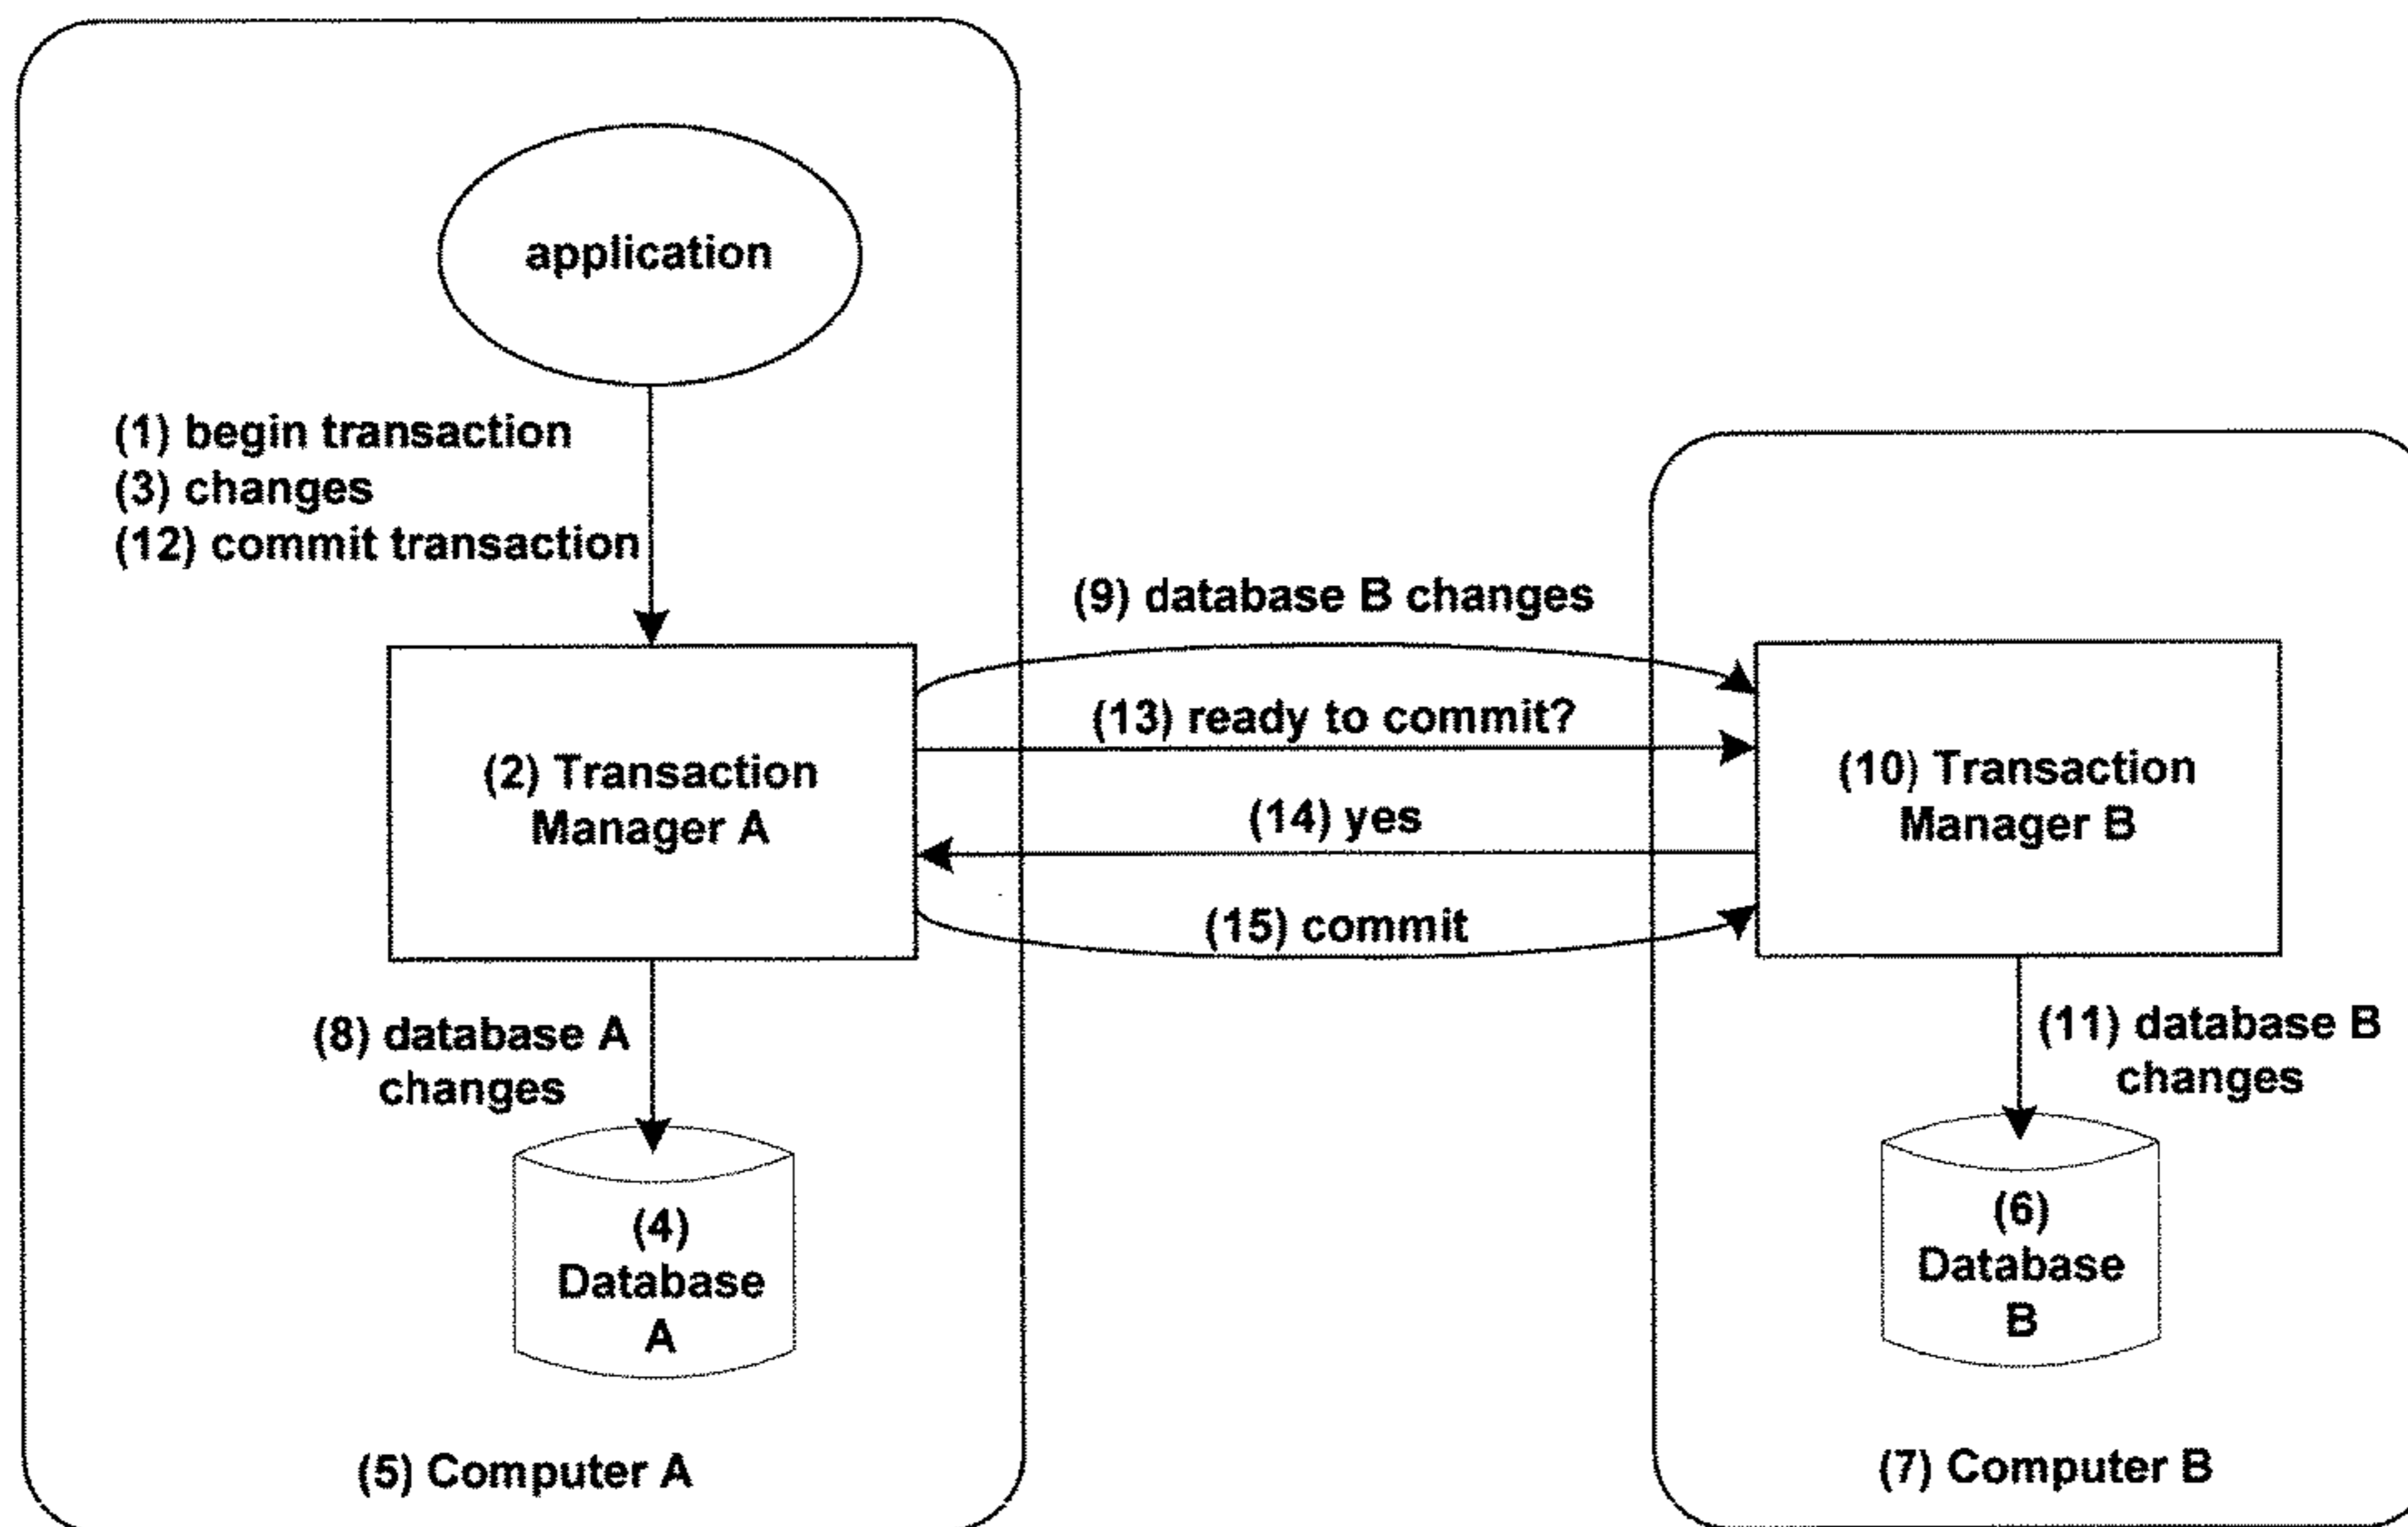 application
(1) begin transaction
(3) changes
(12) commit transaction
(9) database B changes
(13) ready to commit?
(2) Transaction
Manager A
(10) Transaction
Manager B
(14) yes
(15) commit
(8) database A
changes
(11) database B
changes
(4)
Database
A
(6)
Database
B
(5) Computer A
(7) Computer B